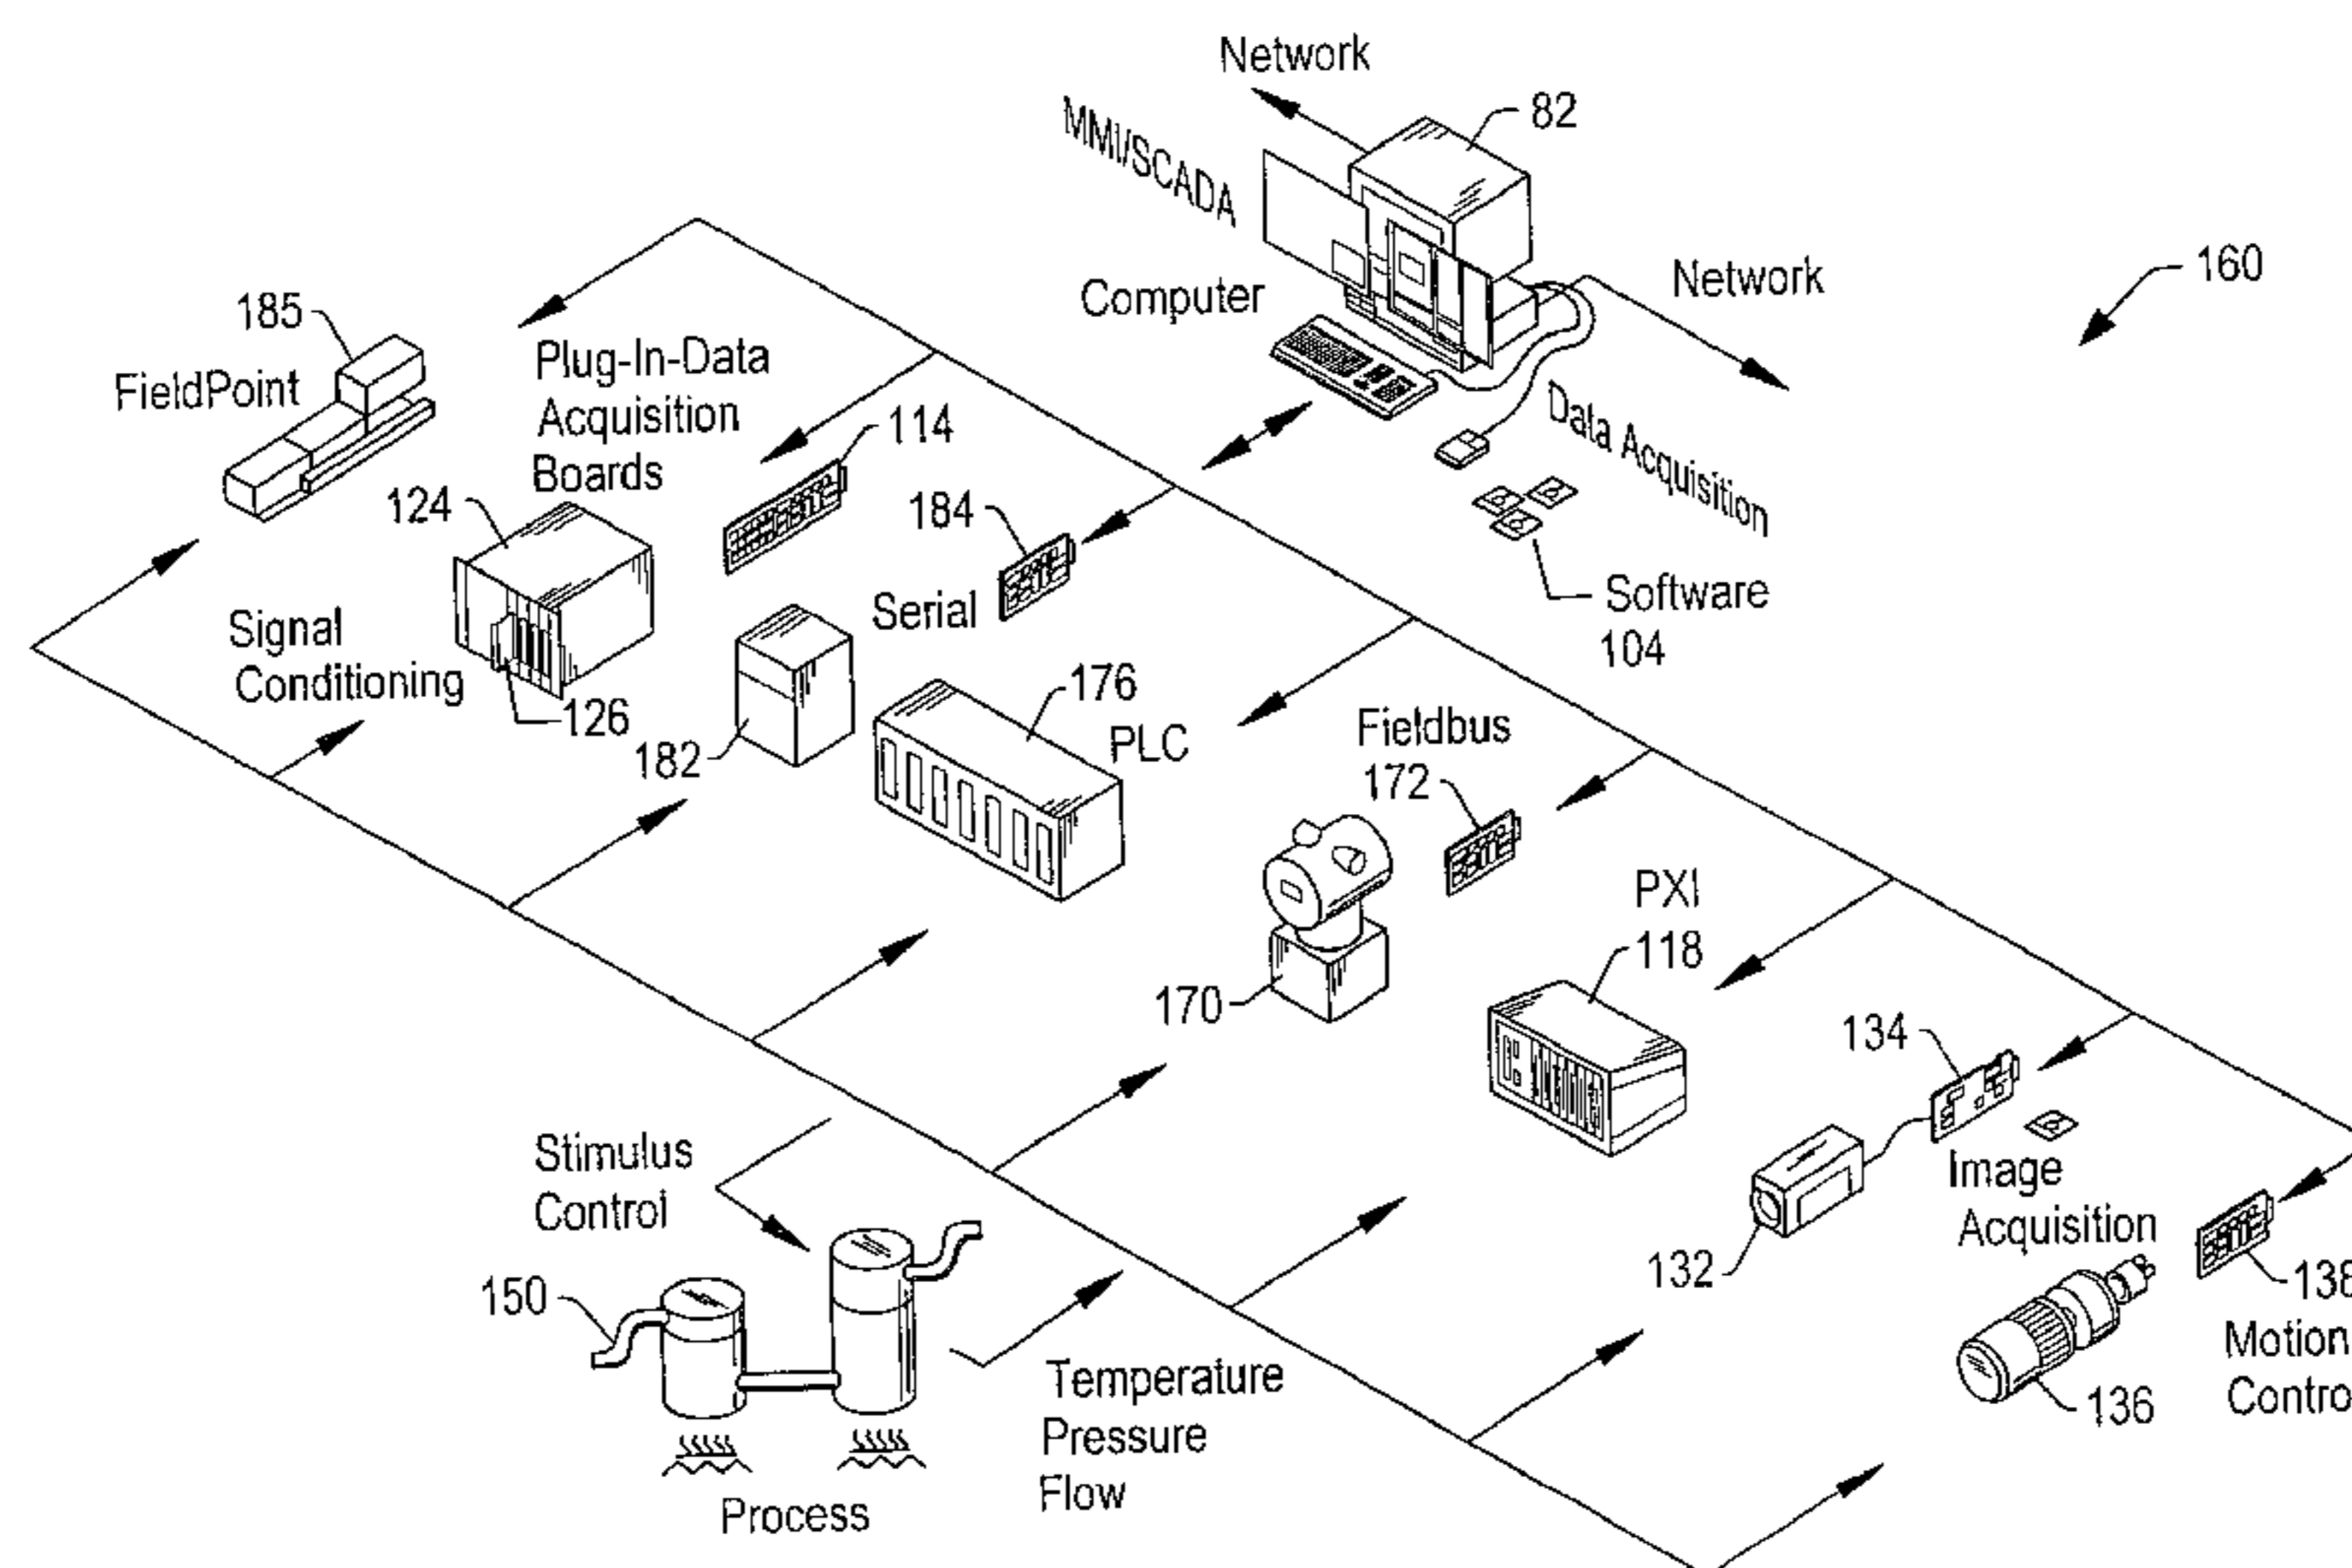 Network
82
MMI/SCADA
Computer
Network
160
185
FieldPoint
Plug-In-Data
Acquisition
Boards
114
124
184
Data Acquisition
Software
104
Signal
Conditioning
126
Serial
182
176
PLC
Fieldbus
172
170
PXI
118
134
132
Image
Acquisition
138
Motion
Contro
136
Stimulus
Control
150
Temperature
Pressure
Flow
Process